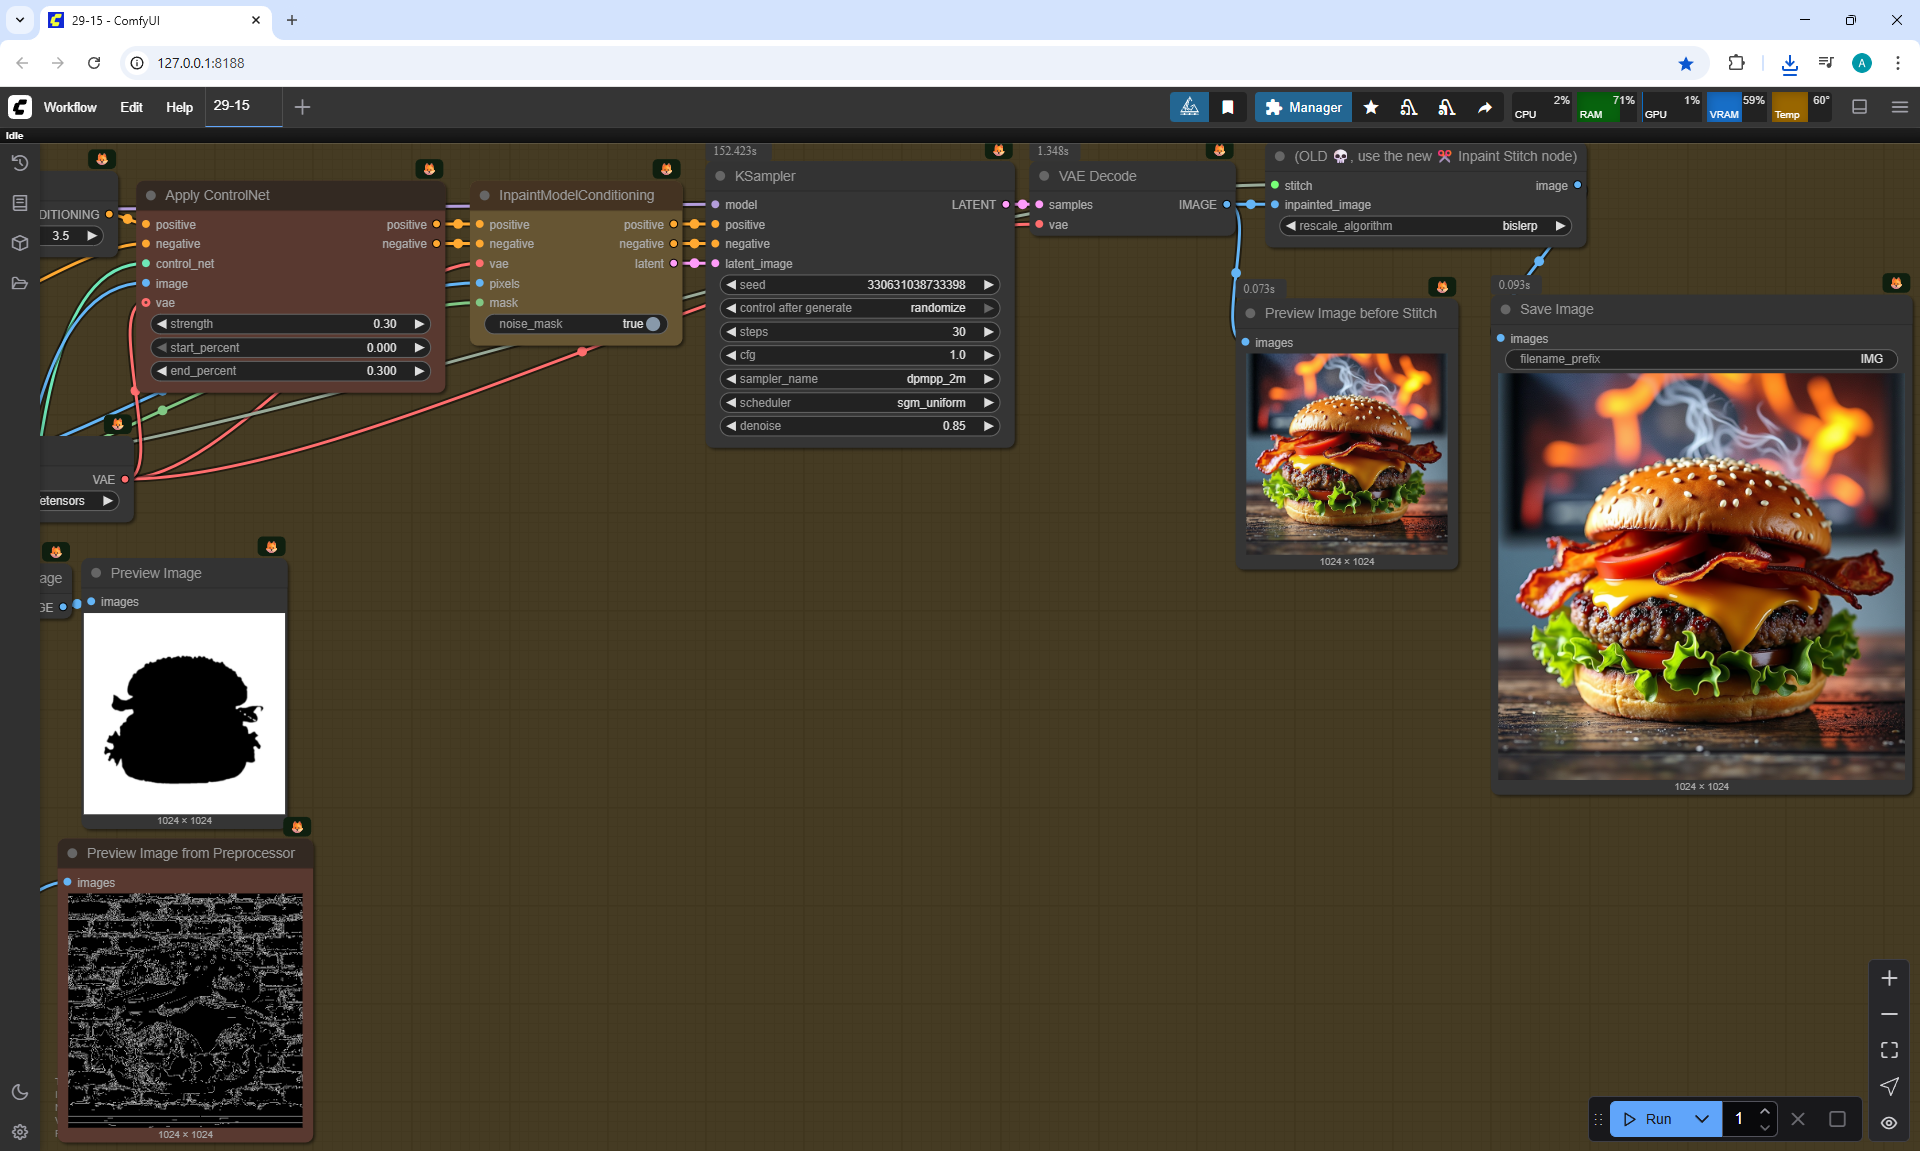 29-15 - ComfyUI
127.0.0.1:8188
A
Workflow
Edit
Help
29-15
Manager
CPU
2%
RAM
71%
GPU
1%
VRAM
59%
Temp
60°
Idle
DITIONING
3.5
Apply ControlNet
positive
positive
negative
negative
control_net
image
vae
strength
0.30
start_percent
0.000
end_percent
0.300
InpaintModelConditioning
positive
positive
negative
negative
vae
latent
pixels
mask
noise_mask
true
152.423s
KSampler
model
LATENT
positive
negative
latent_image
seed
330631038733398
control after generate
randomize
steps
30
cfg
1.0
sampler_name
dpmpp_2m
scheduler
sgm_uniform
denoise
0.85
1.348s
VAE Decode
samples
IMAGE
vae
(OLD 💀, use the new ✂️ Inpaint Stitch node)
stitch
image
inpainted_image
rescale_algorithm
bislerp
0.073s
Preview Image before Stitch
images
1024 × 1024
0.093s
Save Image
images
filename_prefix
IMG
1024 × 1024
VAE
etensors
age
GE
Preview Image
images
1024 × 1024
Preview Image from Preprocessor
images
1024 × 1024
Run
1